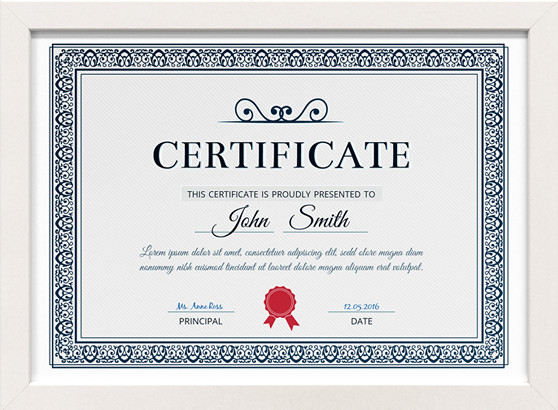 CERTIFICATE
THIS CERTIFICATE IS PROUDLY PRESENTED TO
John Smith
Lorem ipsum dolor sit amet, consectetuer adipiscing elit, sed olore magna diam
nonummy nibh euismod tincidunt ut laoreet dolore magna aliquam erat volutpat.
Ms. Anne Ross 12.05.2016
PRINCIPAL DATE